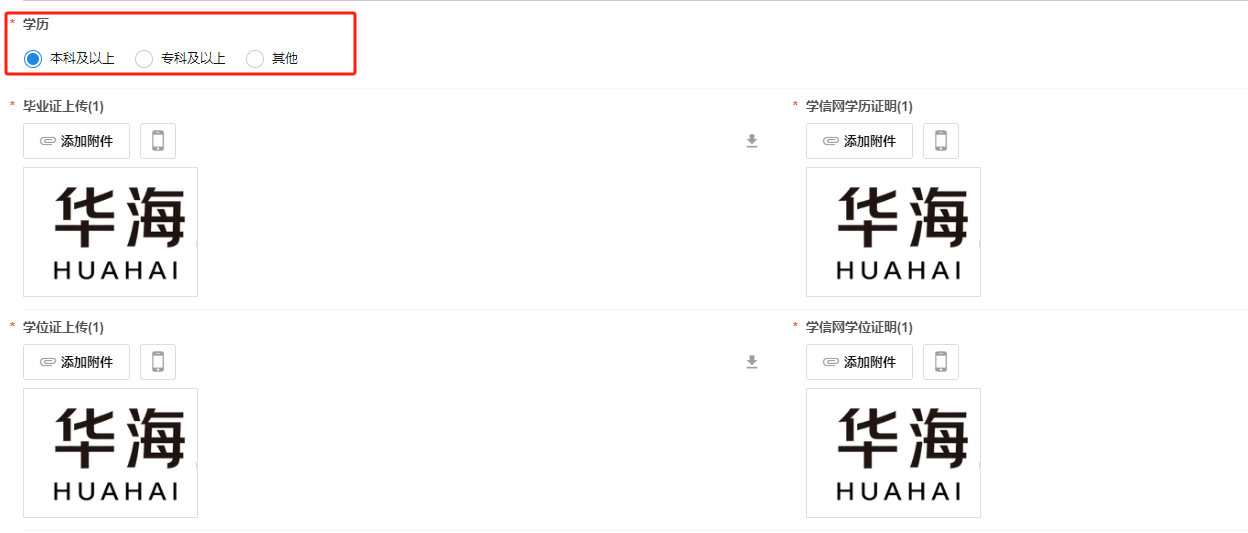 * 学历
本科及以上 专科及以上 其他
* 毕业证上传(1)
添加附件
华海
HUAHAI
* 学信网学历证明(1)
添加附件
华海
HUAHAI
* 学位证上传(1)
添加附件
华海
HUAHAI
* 学信网学位证明(1)
添加附件
华海
HUAHAI